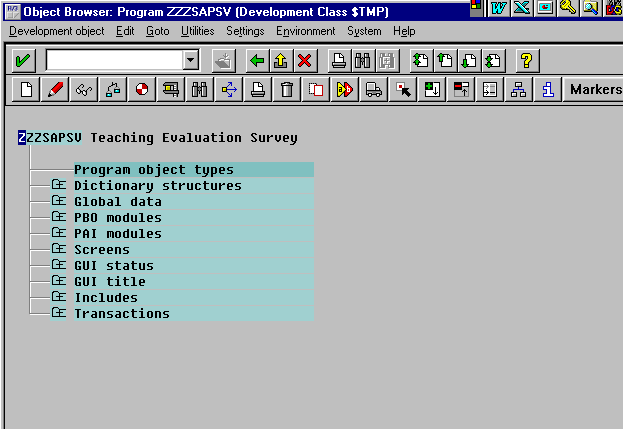 Object Browser: Program ZZZSAPSV (Development Class $TMP)
Development object Edit Goto Utilities Settings Environment System Help
Markers
ZZZSAPSV Teaching Evaluation Survey
Program object types
Dictionary structures
Global data
PBO modules
PAI modules
Screens
GUI status
GUI title
Includes
Transactions